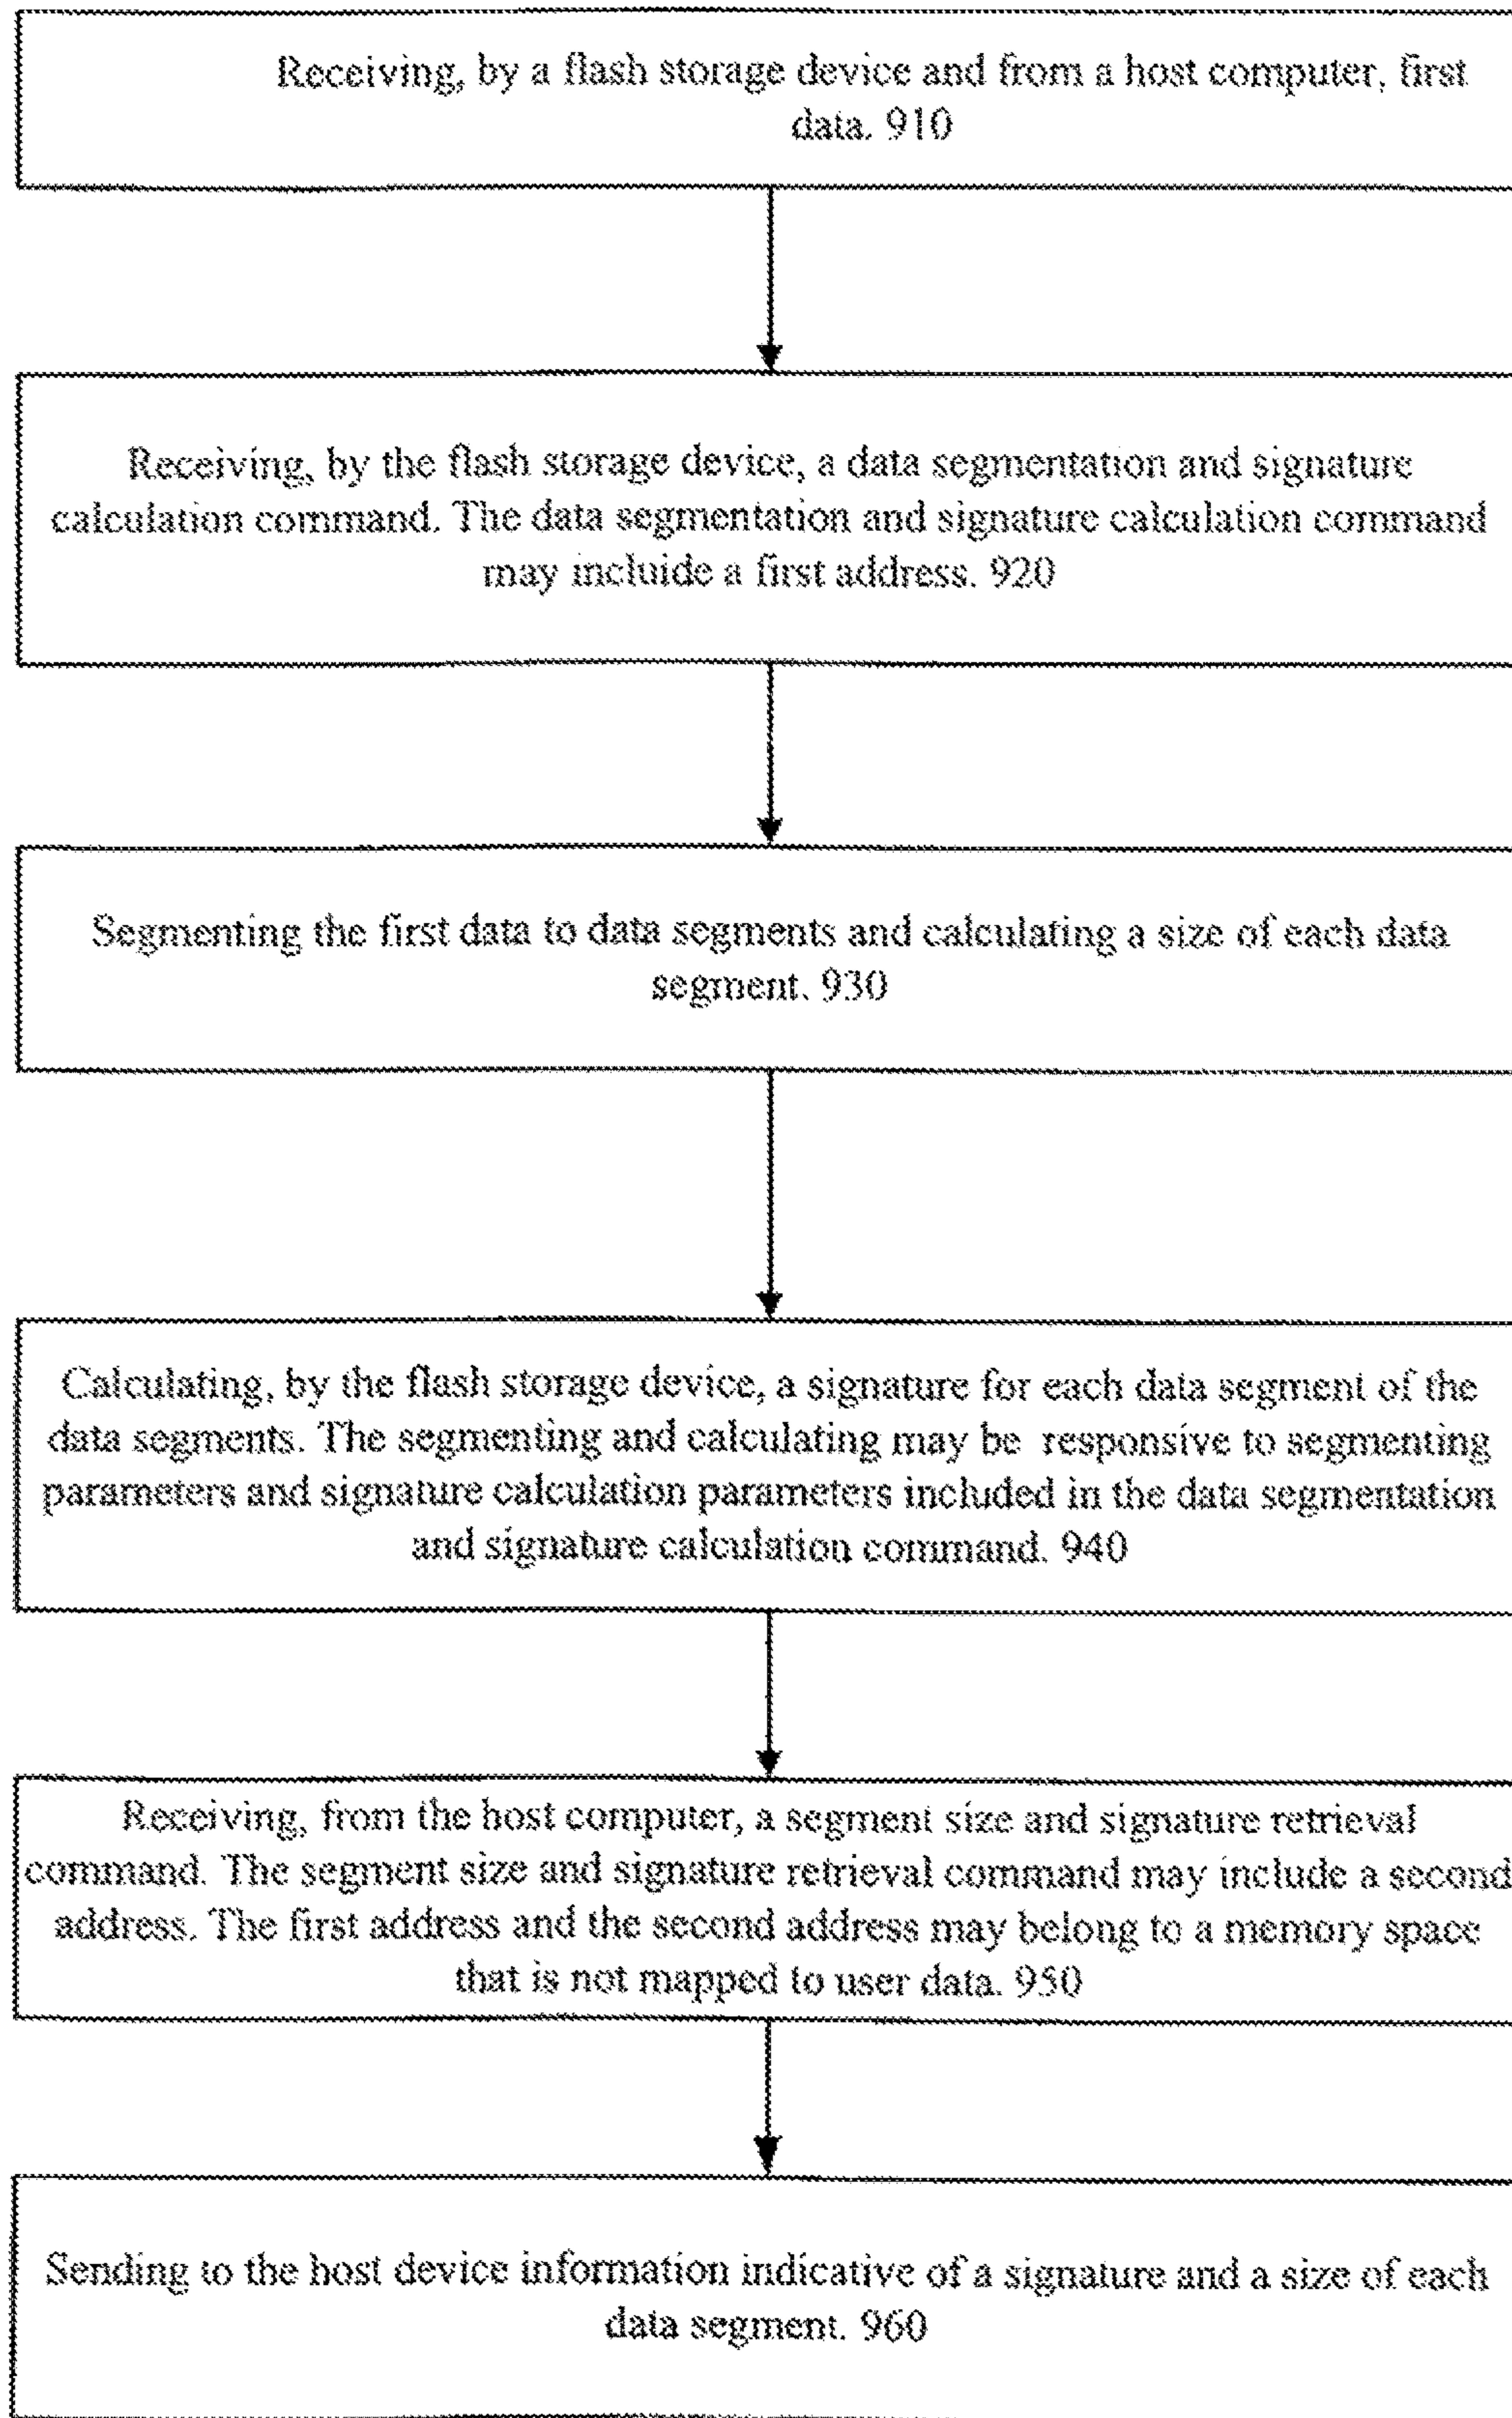 Receiving, by a flash storage device and from a host computer, first
data. 910
Receiving, by the flash storage device, a data segmentation and signature
calculation command. The data segmentation and signature calculation command
may incluide a first address. 920
Segmenting the first data to data segments and calculating a size of each data
segment. 930
Calculating, by the flash storage device, a signature for each data segment of the
data segments. The segmenting and calculating may be responsive to segmenting
parameters and signature calculation parameters included in the data segmentation
and signature calculation command. 940
Receiving, from the host computer, a segment size and signature retrieval
command. The segment size and signature retrieval command may include a second
address. The first address and the second address may belong to a memory space
that is not mapped to user data. 950
Sending to the host device information indicative of a signature and a size of each
data segment. 960